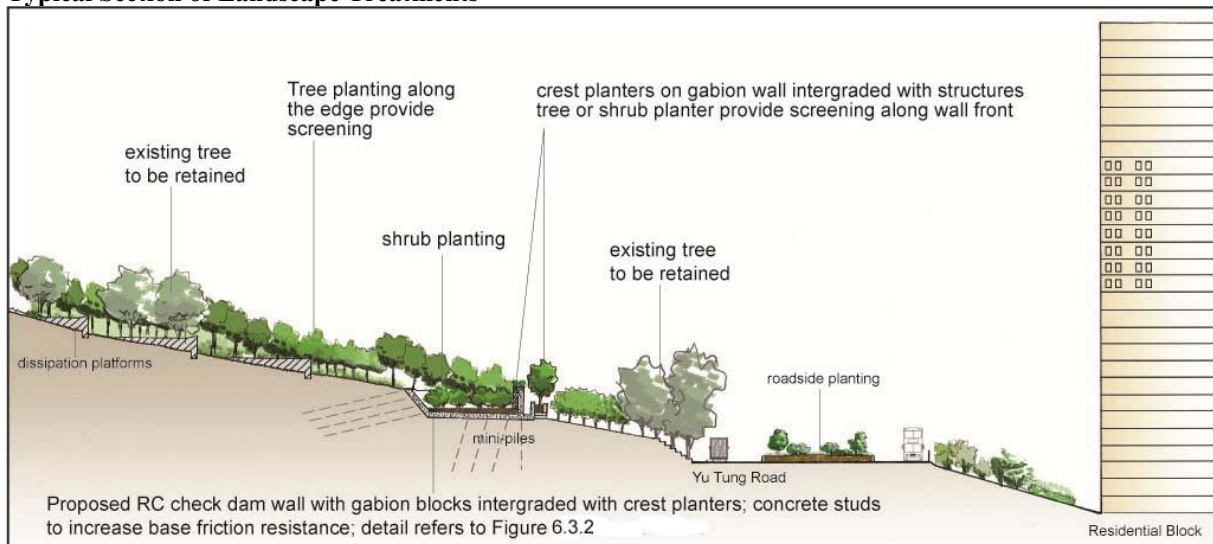 Typical Section of Landscape Treatments
Tree planting along
the edge provide
screening
crest planters on gabion wall intergraded with structures
tree or shrub planter provide screening along wall front
existing tree
to be retained
shrub planting
existing tree
to be retained
dissipation platforms
roadside planting
mini-piles
Yu Tung Road
Proposed RC check dam wall with gabion blocks intergraded with crest planters; concrete studs
to increase base friction resistance; detail refers to Figure 6.3.2
Residential Block